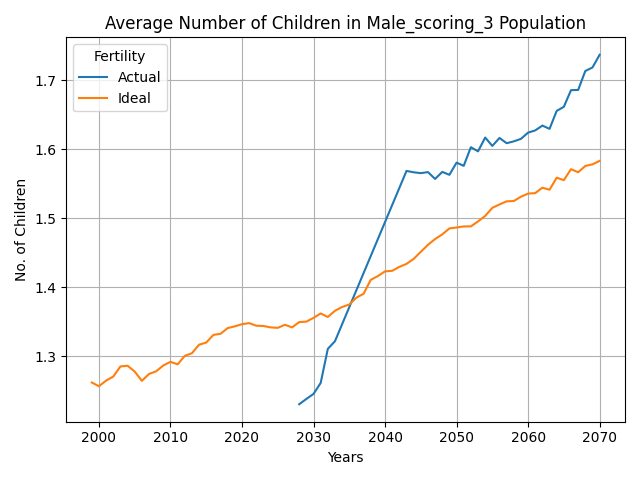 Average Number of Children in Male_scoring_3 Population
Fertility
Actual
Ideal
No. of Children
1.7
1.6
1.5
1.4
1.3
2000 2010 2020 2030 2040 2050 2060 2070
Years